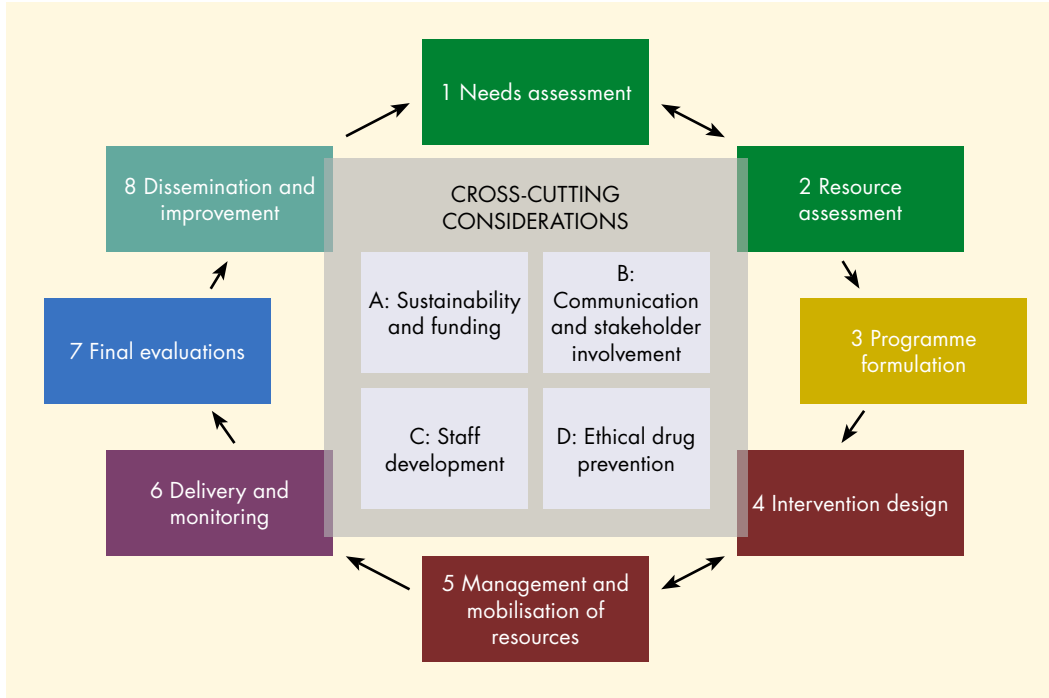 1 Needs assessment
2 Resource
assessment
3 Programme
formulation
4 Intervention design
5 Management and
mobilisation of
resources
6 Delivery and
monitoring
7 Final evaluations
8 Dissemination and
improvement
CROSS-CUTTING
CONSIDERATIONS
A: Sustainability
and funding
B:
Communication
and stakeholder
involvement
C: Staff
development
D: Ethical drug
prevention